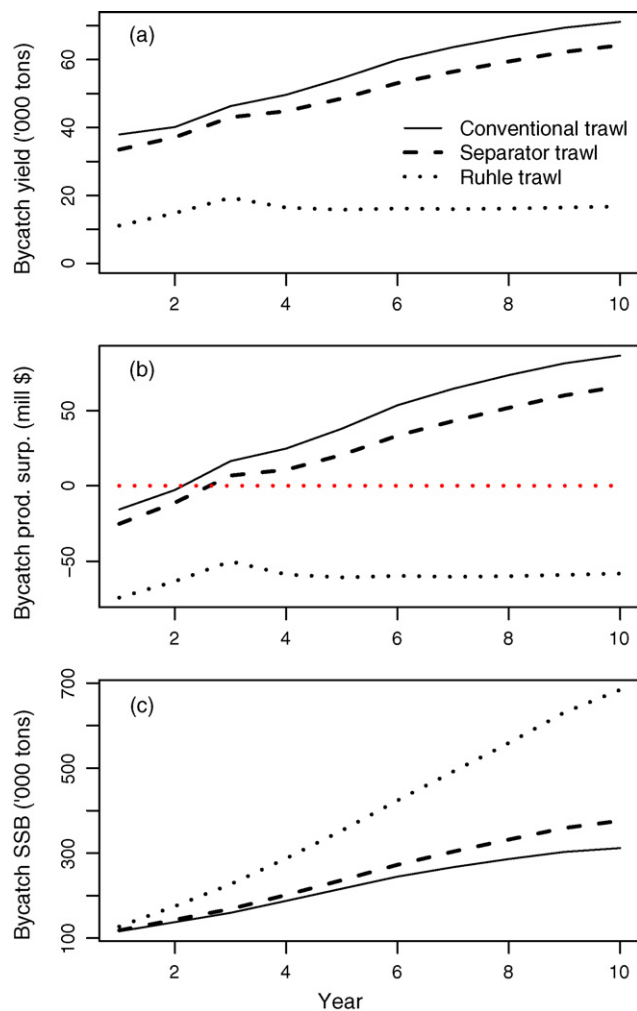 (a)
Bycatch yield ('000 tons)
0
20
40
60
Conventional trawl
Separator trawl
Ruhle trawl
2
4
6
8
10
(b)
Bycatch prod. surp. (mill $)
−50
0
50
2
4
6
8
10
(c)
Bycatch SSB ('000 tons)
100
300
500
700
2
4
6
8
10
Year